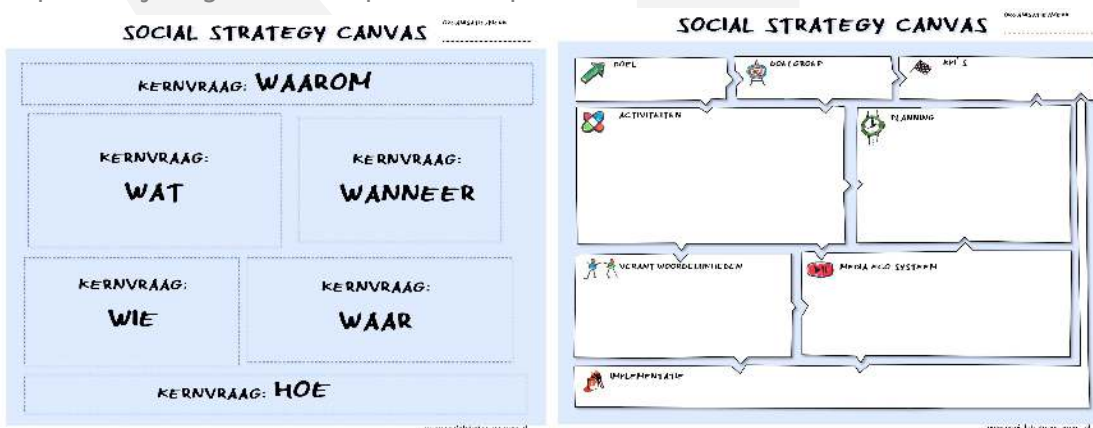 SOCIAL STRATEGY CANVAS
KERNVRAAG: WAAROM
KERNVRAAG:
WAT
KERNVRAAG:
WANNEER
KERNVRAAG:
WIE
KERNVRAAG:
WAAR
KERNVRAAG: HOE
SOCIAL STRATEGY CANVAS
DOEL
DOELGROEP
KPI'S
ACTIVITEITEN
PLANNING
VERANTWOORDELIJKHEDEN
MEDIA ECO SYSTEEM
IMPLEMENTATIE